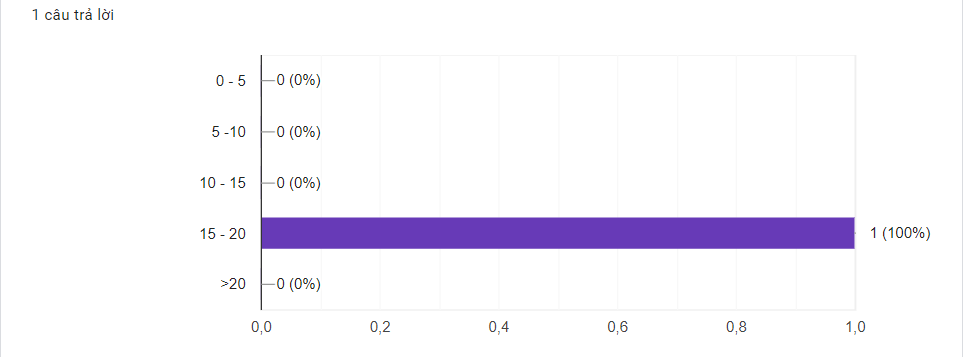 1 câu trả lời
0 - 5 0 (0%)
5 -10 0 (0%)
10 - 15 0 (0%)
15 - 20 1 (100%)
>20 0 (0%)
0,0 0,2 0,4 0,6 0,8 1,0